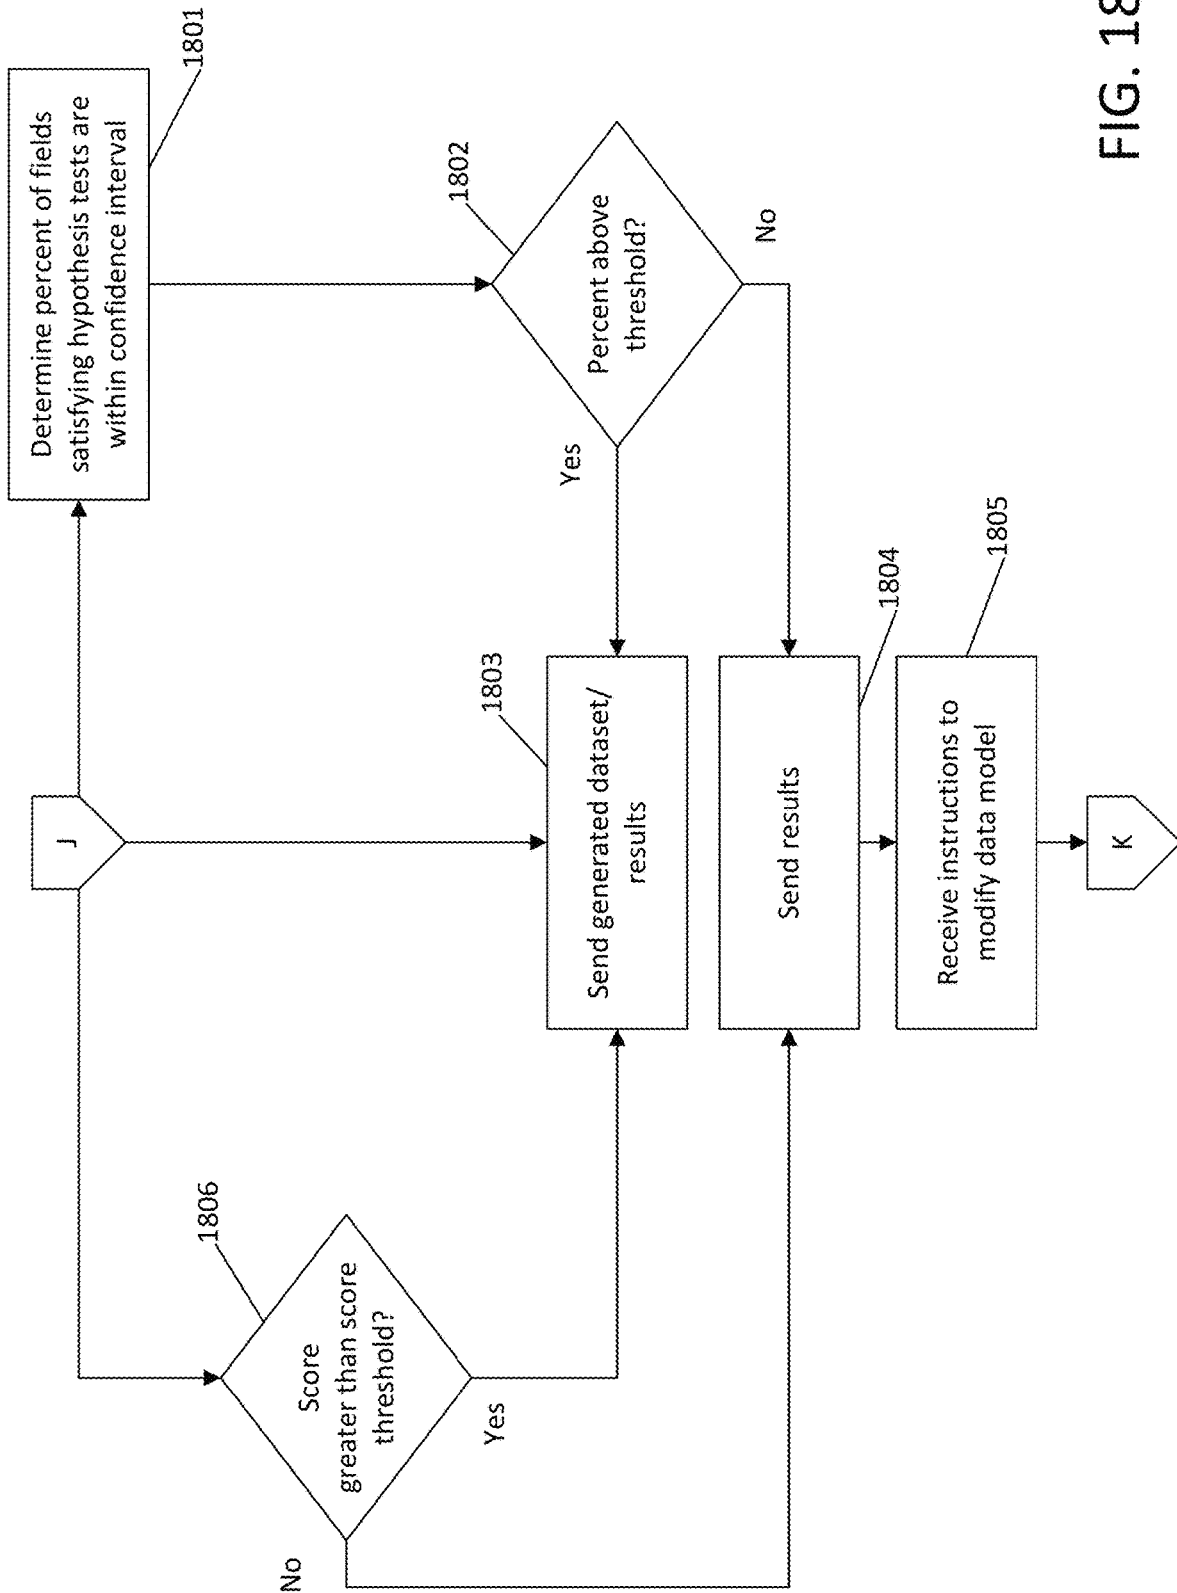 J
1801
Determine percent of fields
satisfying hypothesis tests are
within confidence interval
1806
Score
greater than score
threshold?
No
Yes
1802
Percent above
threshold?
Yes
No
1803
Send generated dataset/
results
1804
Send results
1805
Receive instructions to
modify data model
K
FIG. 18